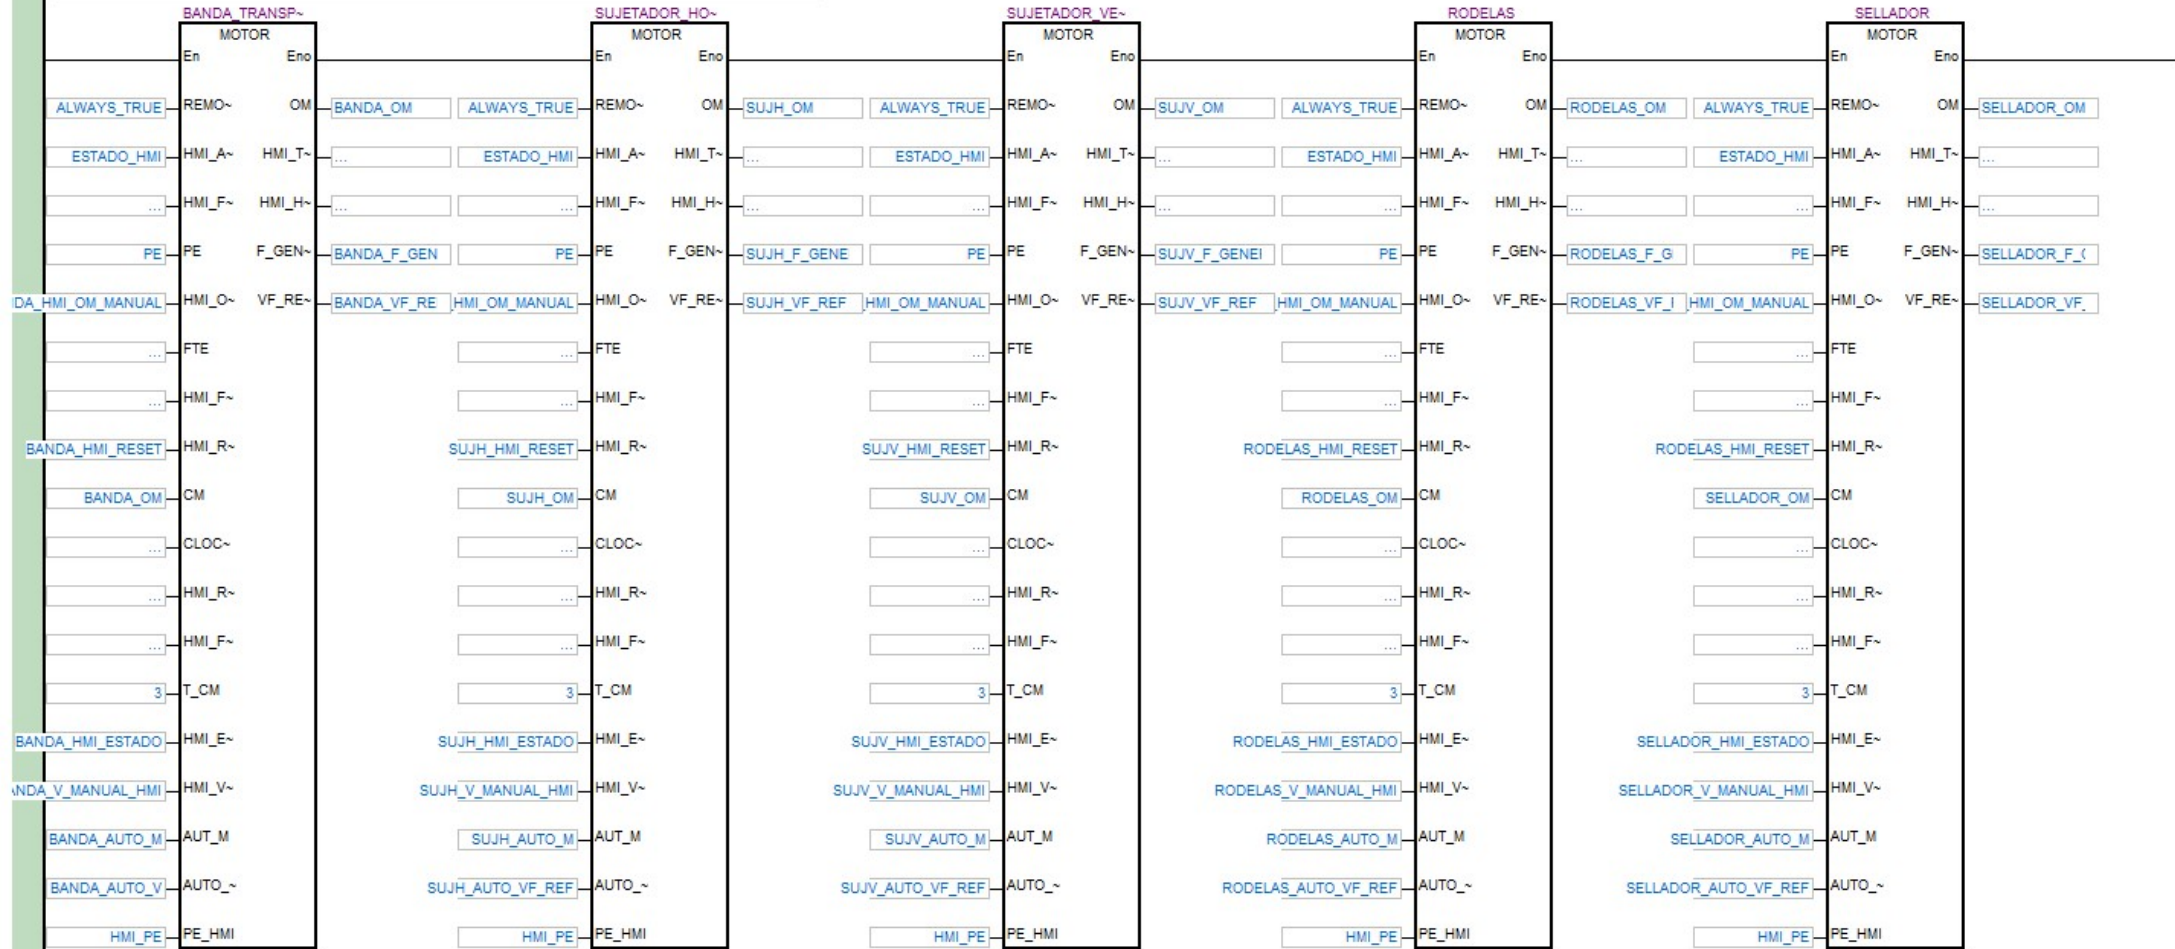 BANDA_TRANSP~ SUJETADOR_HO~ SUJETADOR_VE~ RODELAS SELLADOR
MOTOR MOTOR MOTOR MOTOR MOTOR
En Eno En Eno En Eno En Eno En Eno
ALWAYS_TRUE REMO~ OM BANDA_OM ALWAYS_TRUE REMO~ OM SUJH_OM ALWAYS_TRUE REMO~ OM SUJV_OM ALWAYS_TRUE REMO~ OM RODELAS_OM ALWAYS_TRUE REMO~ OM SELLADOR_OM
ESTADO_HMI HMI_A~ HMI_T~ ... ESTADO_HMI HMI_A~ HMI_T~ ... ESTADO_HMI HMI_A~ HMI_T~ ... ESTADO_HMI HMI_A~ HMI_T~ ... ESTADO_HMI HMI_A~ HMI_T~ ...
... HMI_F~ HMI_H~ ... ... HMI_F~ HMI_H~ ... ... HMI_F~ HMI_H~ ... ... HMI_F~ HMI_H~ ... ... HMI_F~ HMI_H~ ...
PE PE F_GEN~ BANDA_F_GEN PE PE F_GEN~ SUJH_F_GENE PE PE F_GEN~ SUJV_F_GENEI PE PE F_GEN~ RODELAS_F_G PE PE F_GEN~ SELLADOR_F_(
DA_HMI_OM_MANUAL HMI_O~ VF_RE~ BANDA_VF_RE _HMI_OM_MANUAL HMI_O~ VF_RE~ SUJH_VF_REF _HMI_OM_MANUAL HMI_O~ VF_RE~ SUJV_VF_REF _HMI_OM_MANUAL HMI_O~ VF_RE~ RODELAS_VF_I _HMI_OM_MANUAL HMI_O~ VF_RE~ SELLADOR_VF_
... FTE ... FTE ... FTE ... FTE ... FTE
... HMI_F~ ... HMI_F~ ... HMI_F~ ... HMI_F~ ... HMI_F~
BANDA_HMI_RESET HMI_R~ SUJH_HMI_RESET HMI_R~ SUJV_HMI_RESET HMI_R~ RODELAS_HMI_RESET HMI_R~ RODELAS_HMI_RESET HMI_R~
BANDA_OM CM SUJH_OM CM SUJV_OM CM RODELAS_OM CM SELLADOR_OM CM
... CLOC~ ... CLOC~ ... CLOC~ ... CLOC~ ... CLOC~
... HMI_R~ ... HMI_R~ ... HMI_R~ ... HMI_R~ ... HMI_R~
... HMI_F~ ... HMI_F~ ... HMI_F~ ... HMI_F~ ... HMI_F~
3 T_CM 3 T_CM 3 T_CM 3 T_CM 3 T_CM
BANDA_HMI_ESTADO HMI_E~ SUJH_HMI_ESTADO HMI_E~ SUJV_HMI_ESTADO HMI_E~ RODELAS_HMI_ESTADO HMI_E~ SELLADOR_HMI_ESTADO HMI_E~
ANDA_V_MANUAL_HMI HMI_V~ SUJH_V_MANUAL_HMI HMI_V~ SUJV_V_MANUAL_HMI HMI_V~ RODELAS_V_MANUAL_HMI HMI_V~ SELLADOR_V_MANUAL_HMI HMI_V~
BANDA_AUTO_M AUT_M SUJH_AUTO_M AUT_M SUJV_AUTO_M AUT_M RODELAS_AUTO_M AUT_M SELLADOR_AUTO_M AUT_M
BANDA_AUTO_V AUTO_~ SUJH_AUTO_VF_REF AUTO_~ SUJV_AUTO_VF_REF AUTO_~ RODELAS_AUTO_VF_REF AUTO_~ SELLADOR_AUTO_VF_REF AUTO_~
HMI_PE PE_HMI HMI_PE PE_HMI HMI_PE PE_HMI HMI_PE PE_HMI HMI_PE PE_HMI